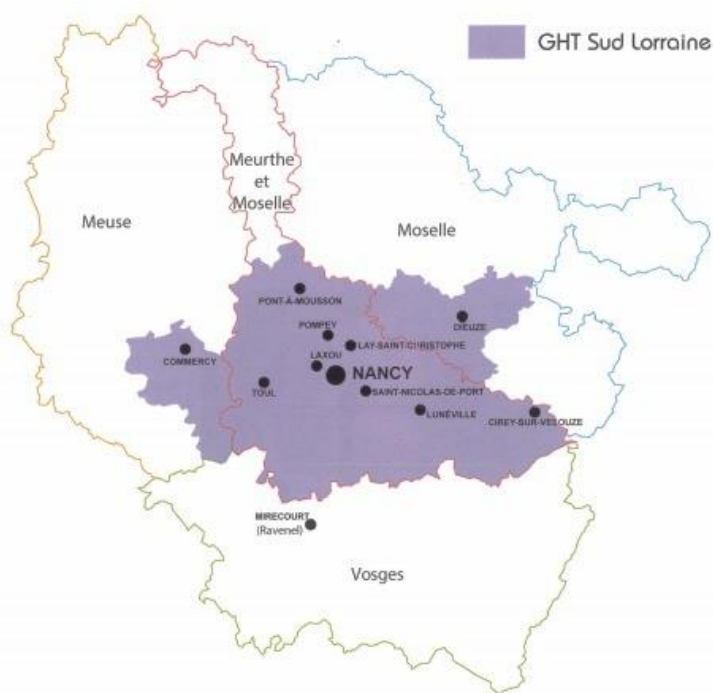 GHT Sud Lorraine
Meurthe
et
Moselle
Meuse
Moselle
PONT-À-MOUSSON
DIEUZE
POMPEY
LAY-SAINT-CHRISTOPHE
COMMERCY
LAXOU
NANCY
TOUL
SAINT-NICOLAS-DE-PORT
LUNÉVILLE
CIREY-SUR-VEZOUZE
MIRECOURT
(Ravenel)
Vosges